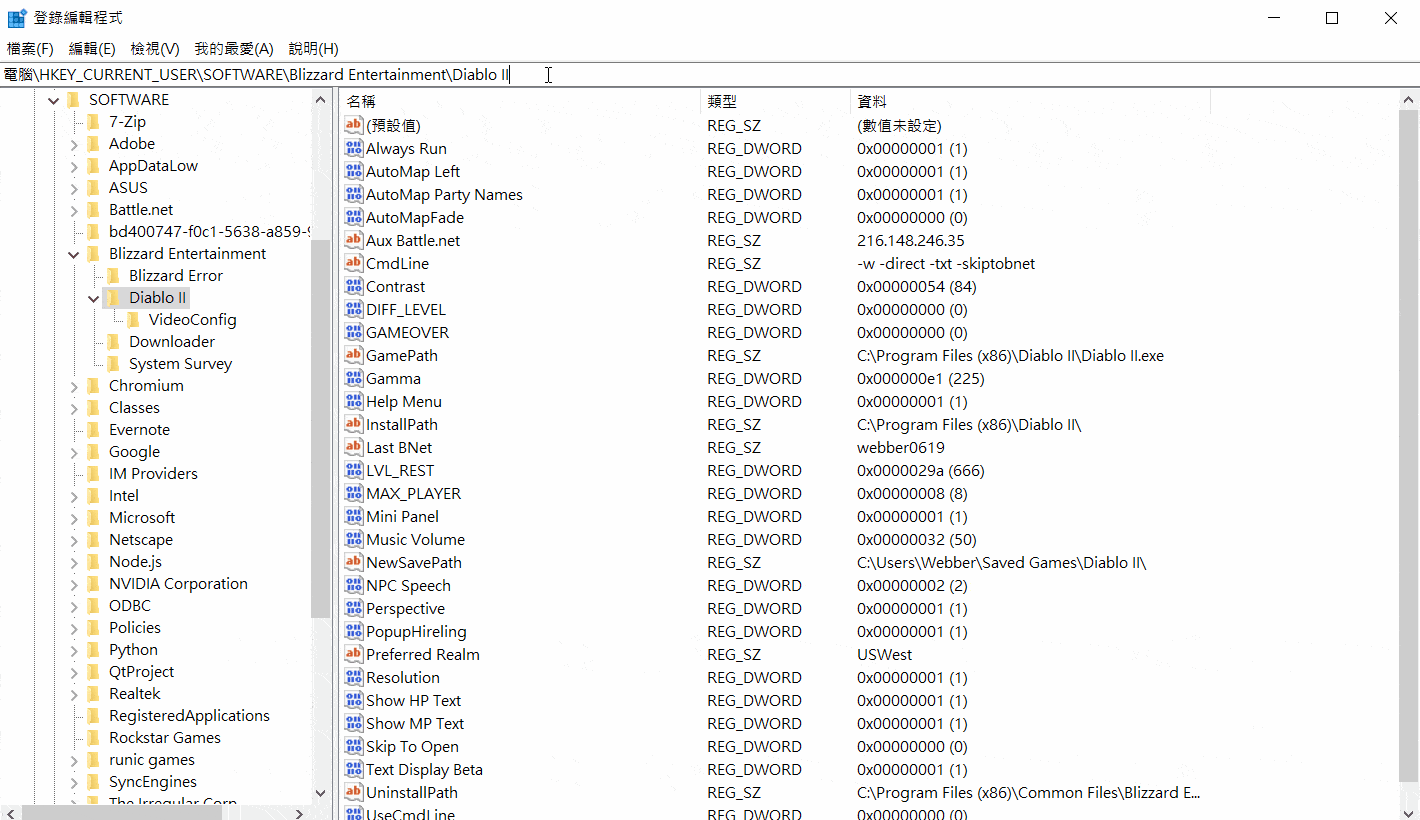 登錄編輯程式
檔案(F) 編輯(E) 檢視(V) 我的最愛(A) 說明(H)
電腦\HKEY_CURRENT_USER\SOFTWARE\Blizzard Entertainment\Diablo II
SOFTWARE
7-Zip
Adobe
AppDataLow
ASUS
Battle.net
bd400747-f0c1-5638-a859-9
Blizzard Entertainment
Blizzard Error
Diablo II
VideoConfig
Downloader
System Survey
Chromium
Classes
Evernote
Google
IM Providers
Intel
Microsoft
Netscape
Node.js
NVIDIA Corporation
ODBC
Policies
Python
QtProject
Realtek
RegisteredApplications
Rockstar Games
runic games
SyncEngines
The Irregular Corp
名稱 類型 資料
(預設值) REG_SZ (數值未設定)
Always Run REG_DWORD 0x00000001 (1)
AutoMap Left REG_DWORD 0x00000001 (1)
AutoMap Party Names REG_DWORD 0x00000001 (1)
AutoMapFade REG_DWORD 0x00000000 (0)
Aux Battle.net REG_SZ 216.148.246.35
CmdLine REG_SZ -w -direct -txt -skiptobnet
Contrast REG_DWORD 0x00000054 (84)
DIFF_LEVEL REG_DWORD 0x00000000 (0)
GAMEOVER REG_DWORD 0x00000000 (0)
GamePath REG_SZ C:\Program Files (x86)\Diablo II\Diablo II.exe
Gamma REG_DWORD 0x000000e1 (225)
Help Menu REG_DWORD 0x00000001 (1)
InstallPath REG_SZ C:\Program Files (x86)\Diablo II\
Last BNet REG_SZ webber0619
LVL_REST REG_DWORD 0x0000029a (666)
MAX_PLAYER REG_DWORD 0x00000008 (8)
Mini Panel REG_DWORD 0x00000001 (1)
Music Volume REG_DWORD 0x00000032 (50)
NewSavePath REG_SZ C:\Users\Webber\Saved Games\Diablo II\
NPC Speech REG_DWORD 0x00000002 (2)
Perspective REG_DWORD 0x00000001 (1)
PopupHireling REG_DWORD 0x00000001 (1)
Preferred Realm REG_SZ USWest
Resolution REG_DWORD 0x00000001 (1)
Show HP Text REG_DWORD 0x00000001 (1)
Show MP Text REG_DWORD 0x00000001 (1)
Skip To Open REG_DWORD 0x00000000 (0)
Text Display Beta REG_DWORD 0x00000001 (1)
UninstallPath REG_SZ C:\Program Files (x86)\Common Files\Blizzard E...
UseCmdLine REG_DWORD 0x00000000 (0)